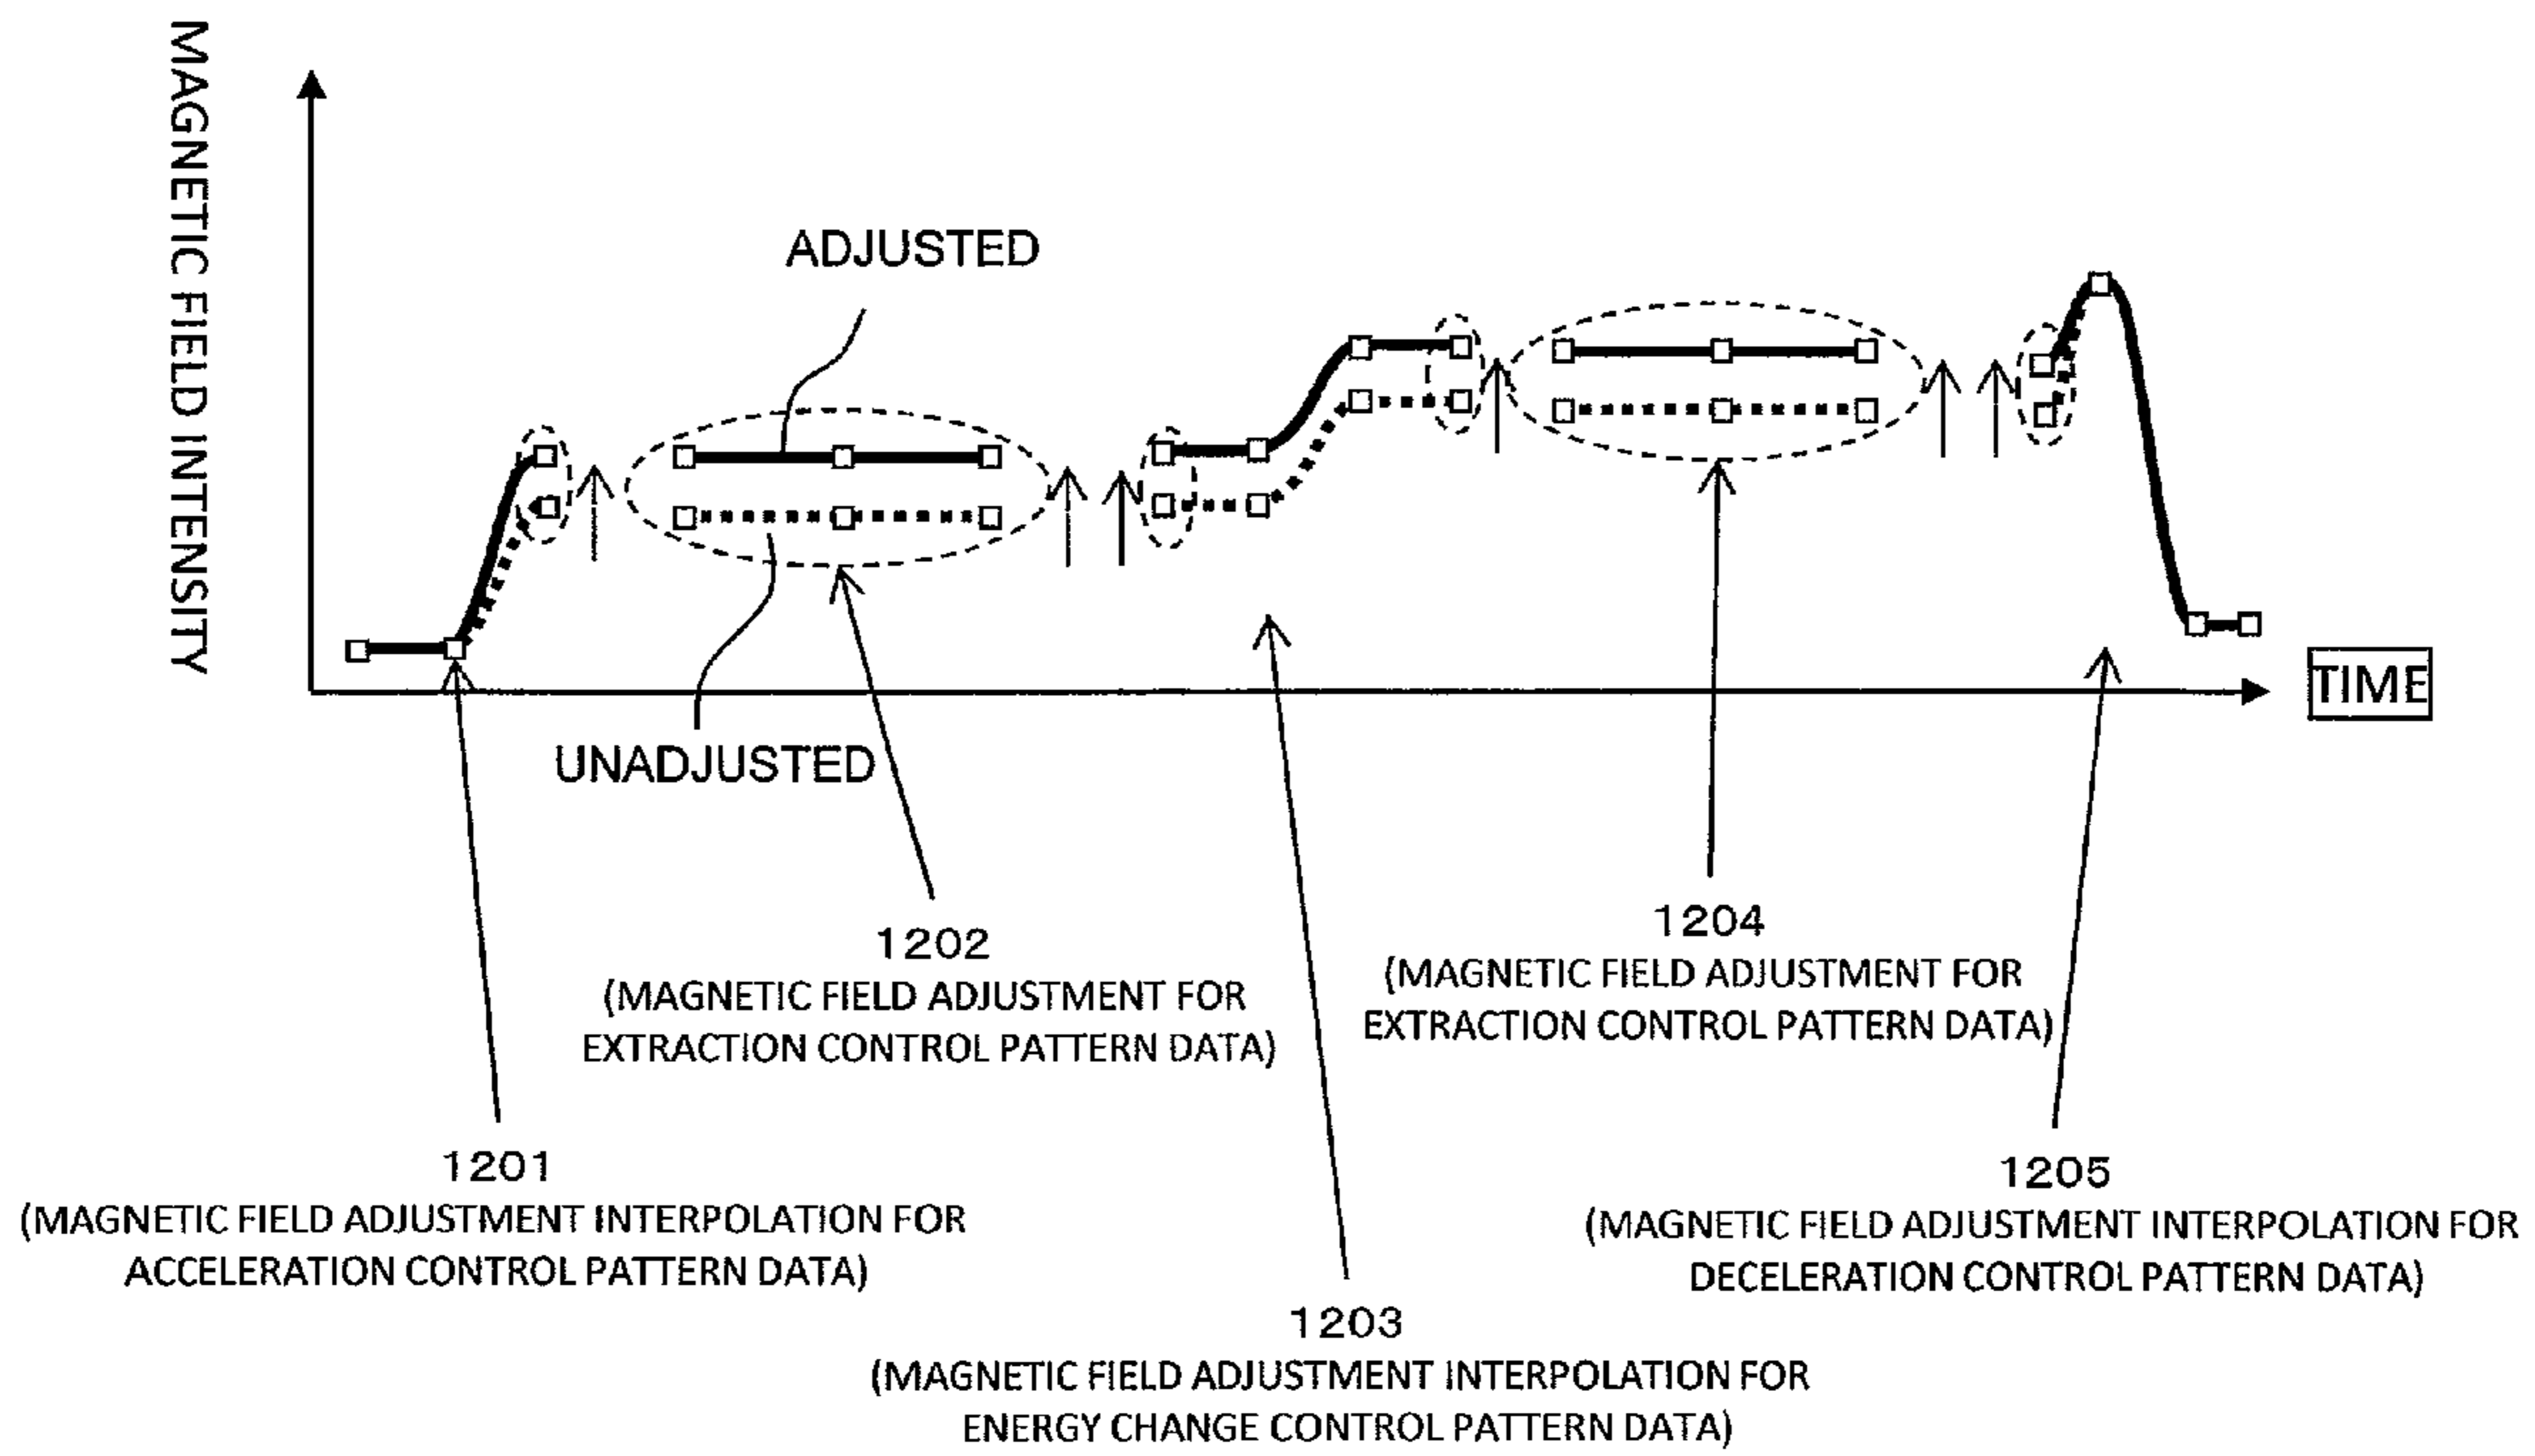 MAGNETIC FIELD INTENSITY
ADJUSTED
UNADJUSTED
TIME
1202
(MAGNETIC FIELD ADJUSTMENT FOR
EXTRACTION CONTROL PATTERN DATA)
1204
(MAGNETIC FIELD ADJUSTMENT FOR
EXTRACTION CONTROL PATTERN DATA)
1201
(MAGNETIC FIELD ADJUSTMENT INTERPOLATION FOR
ACCELERATION CONTROL PATTERN DATA)
1205
(MAGNETIC FIELD ADJUSTMENT INTERPOLATION FOR
DECELERATION CONTROL PATTERN DATA)
1203
(MAGNETIC FIELD ADJUSTMENT INTERPOLATION FOR
ENERGY CHANGE CONTROL PATTERN DATA)